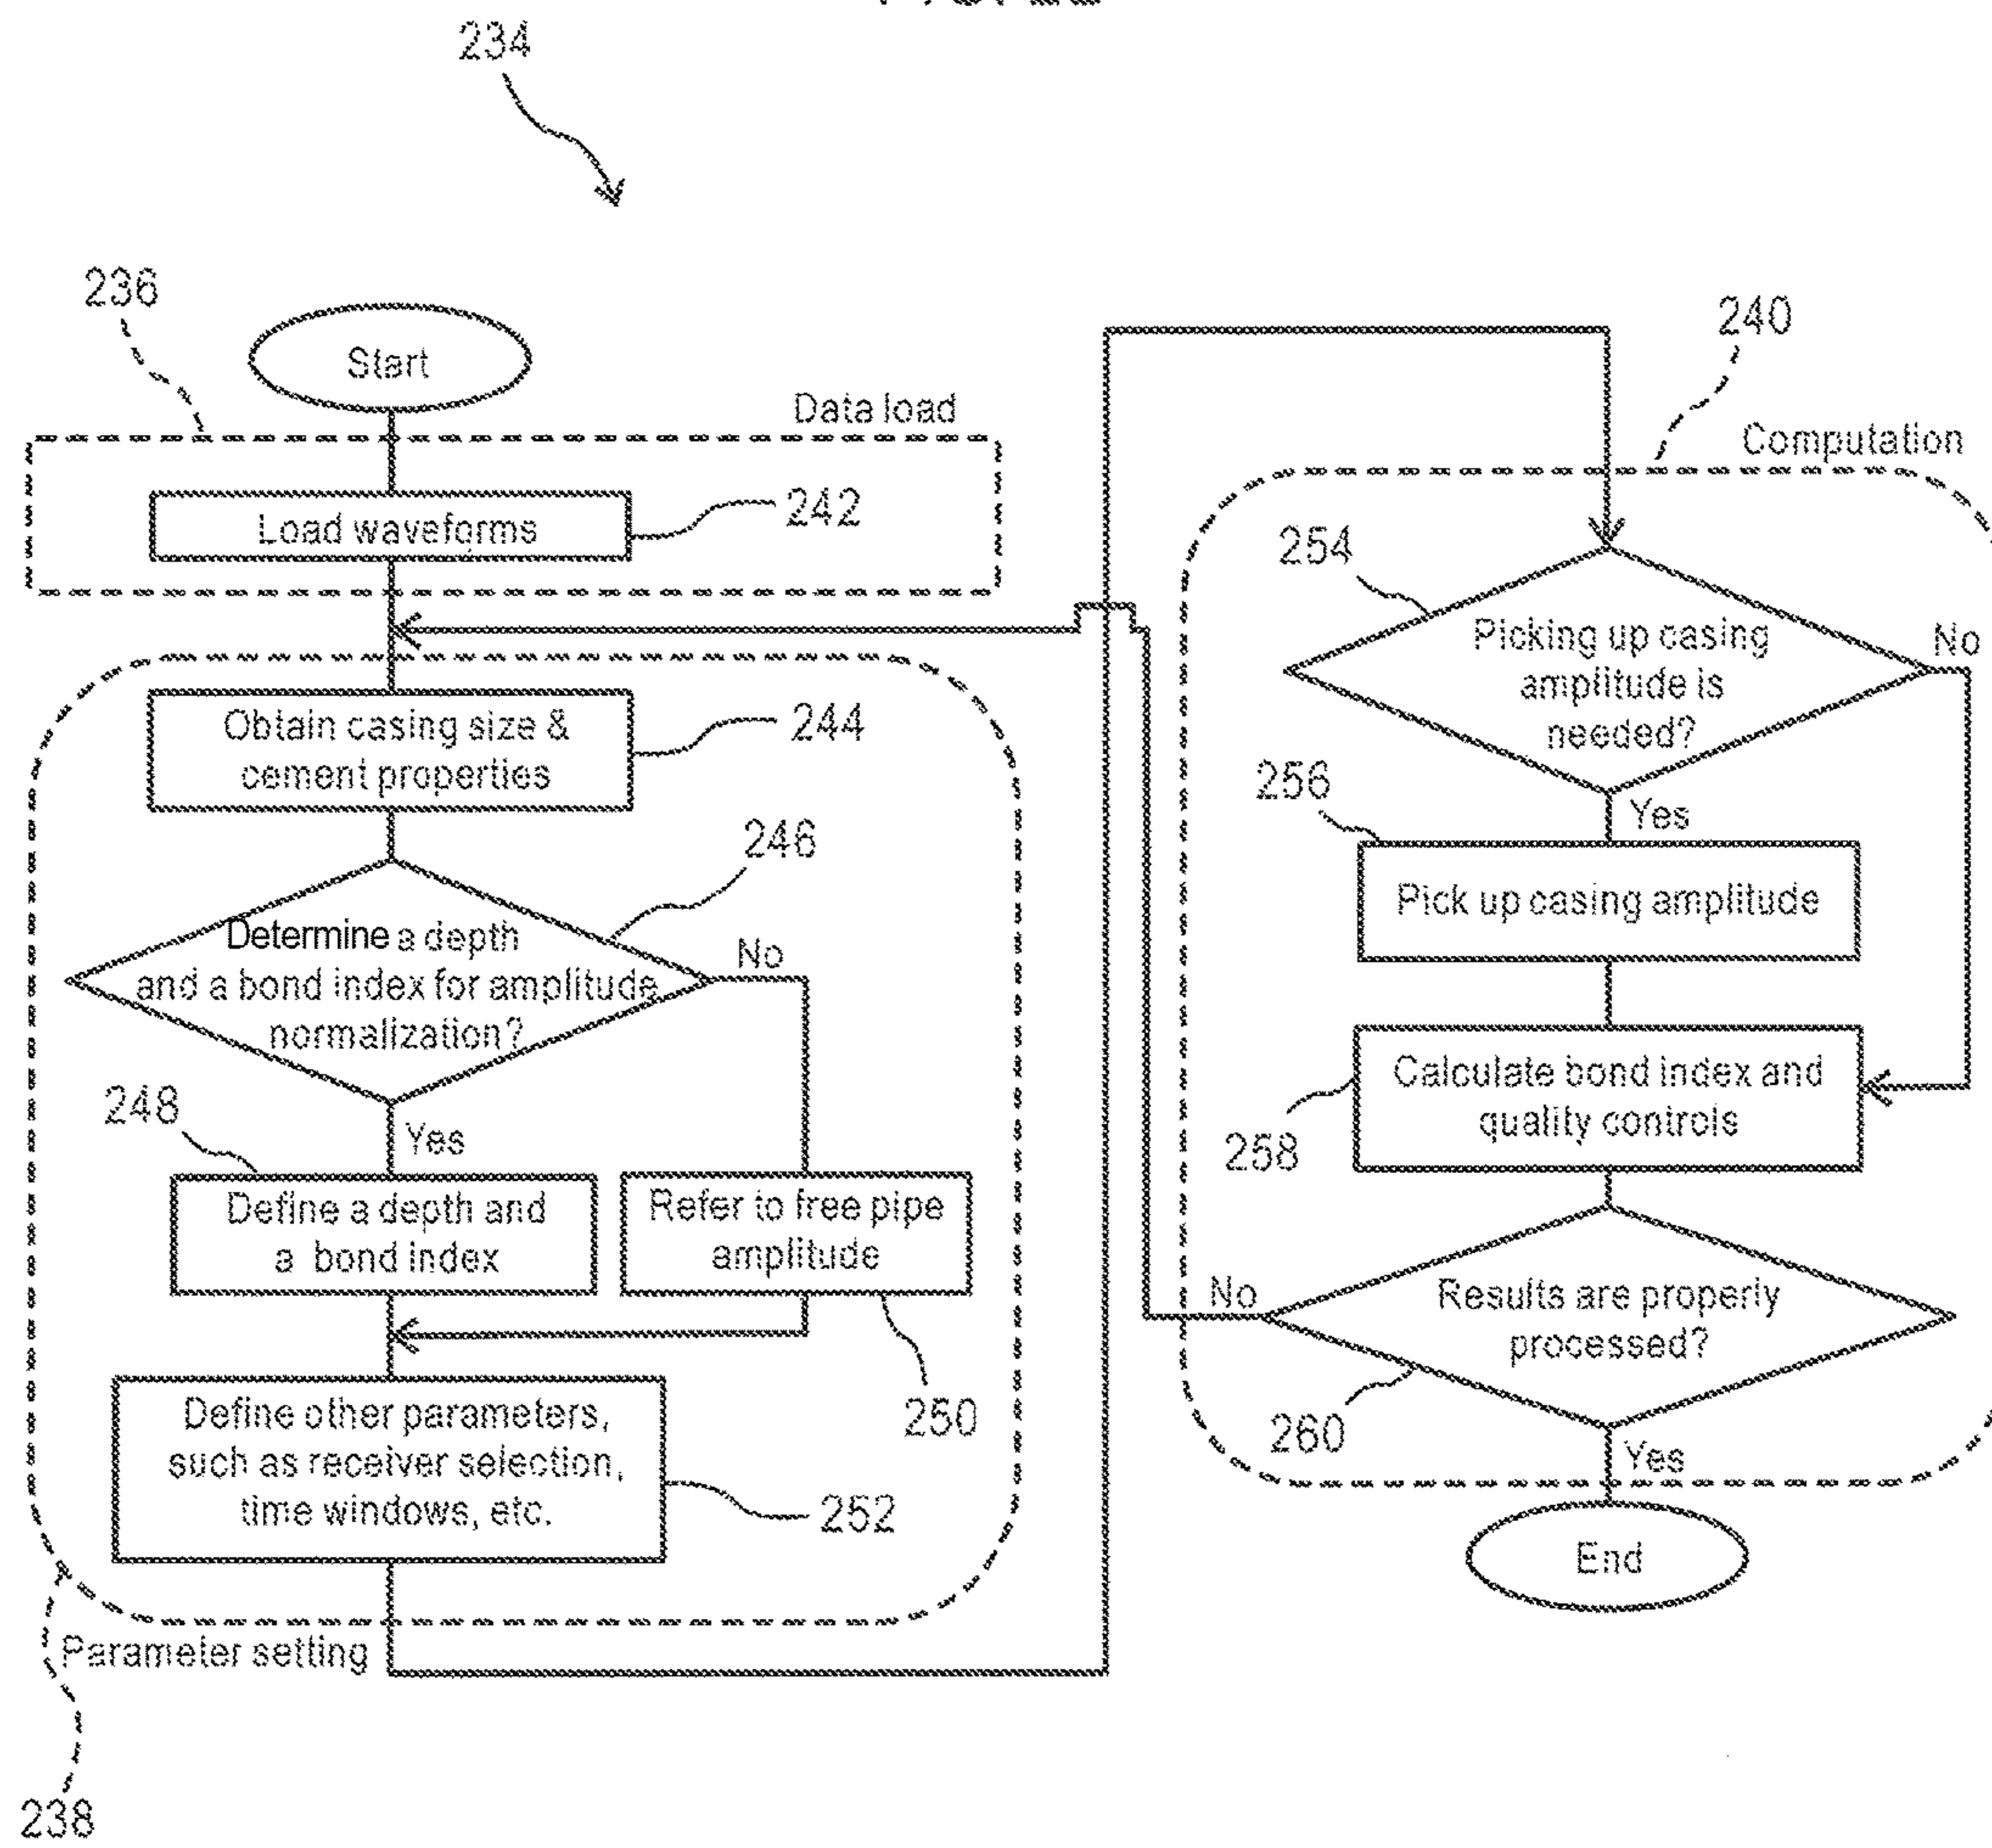 234
236
Start
Data load
Load waveforms
242
Obtain casing size &
cement properties
244
246
Determine a depth
and a bond index for amplitude
normalization?
No
248
Yes
Define a depth and
a bond index
Refer to free pipe
amplitude
250
Define other parameters,
such as receiver selection,
time windows, etc.
252
Parameter setting
238
240
Computation
254
Picking up casing
amplitude is
needed?
No
256
Yes
Pick up casing amplitude
Calculate bond index and
quality controls
258
No
Results are properly
processed?
260
Yes
End